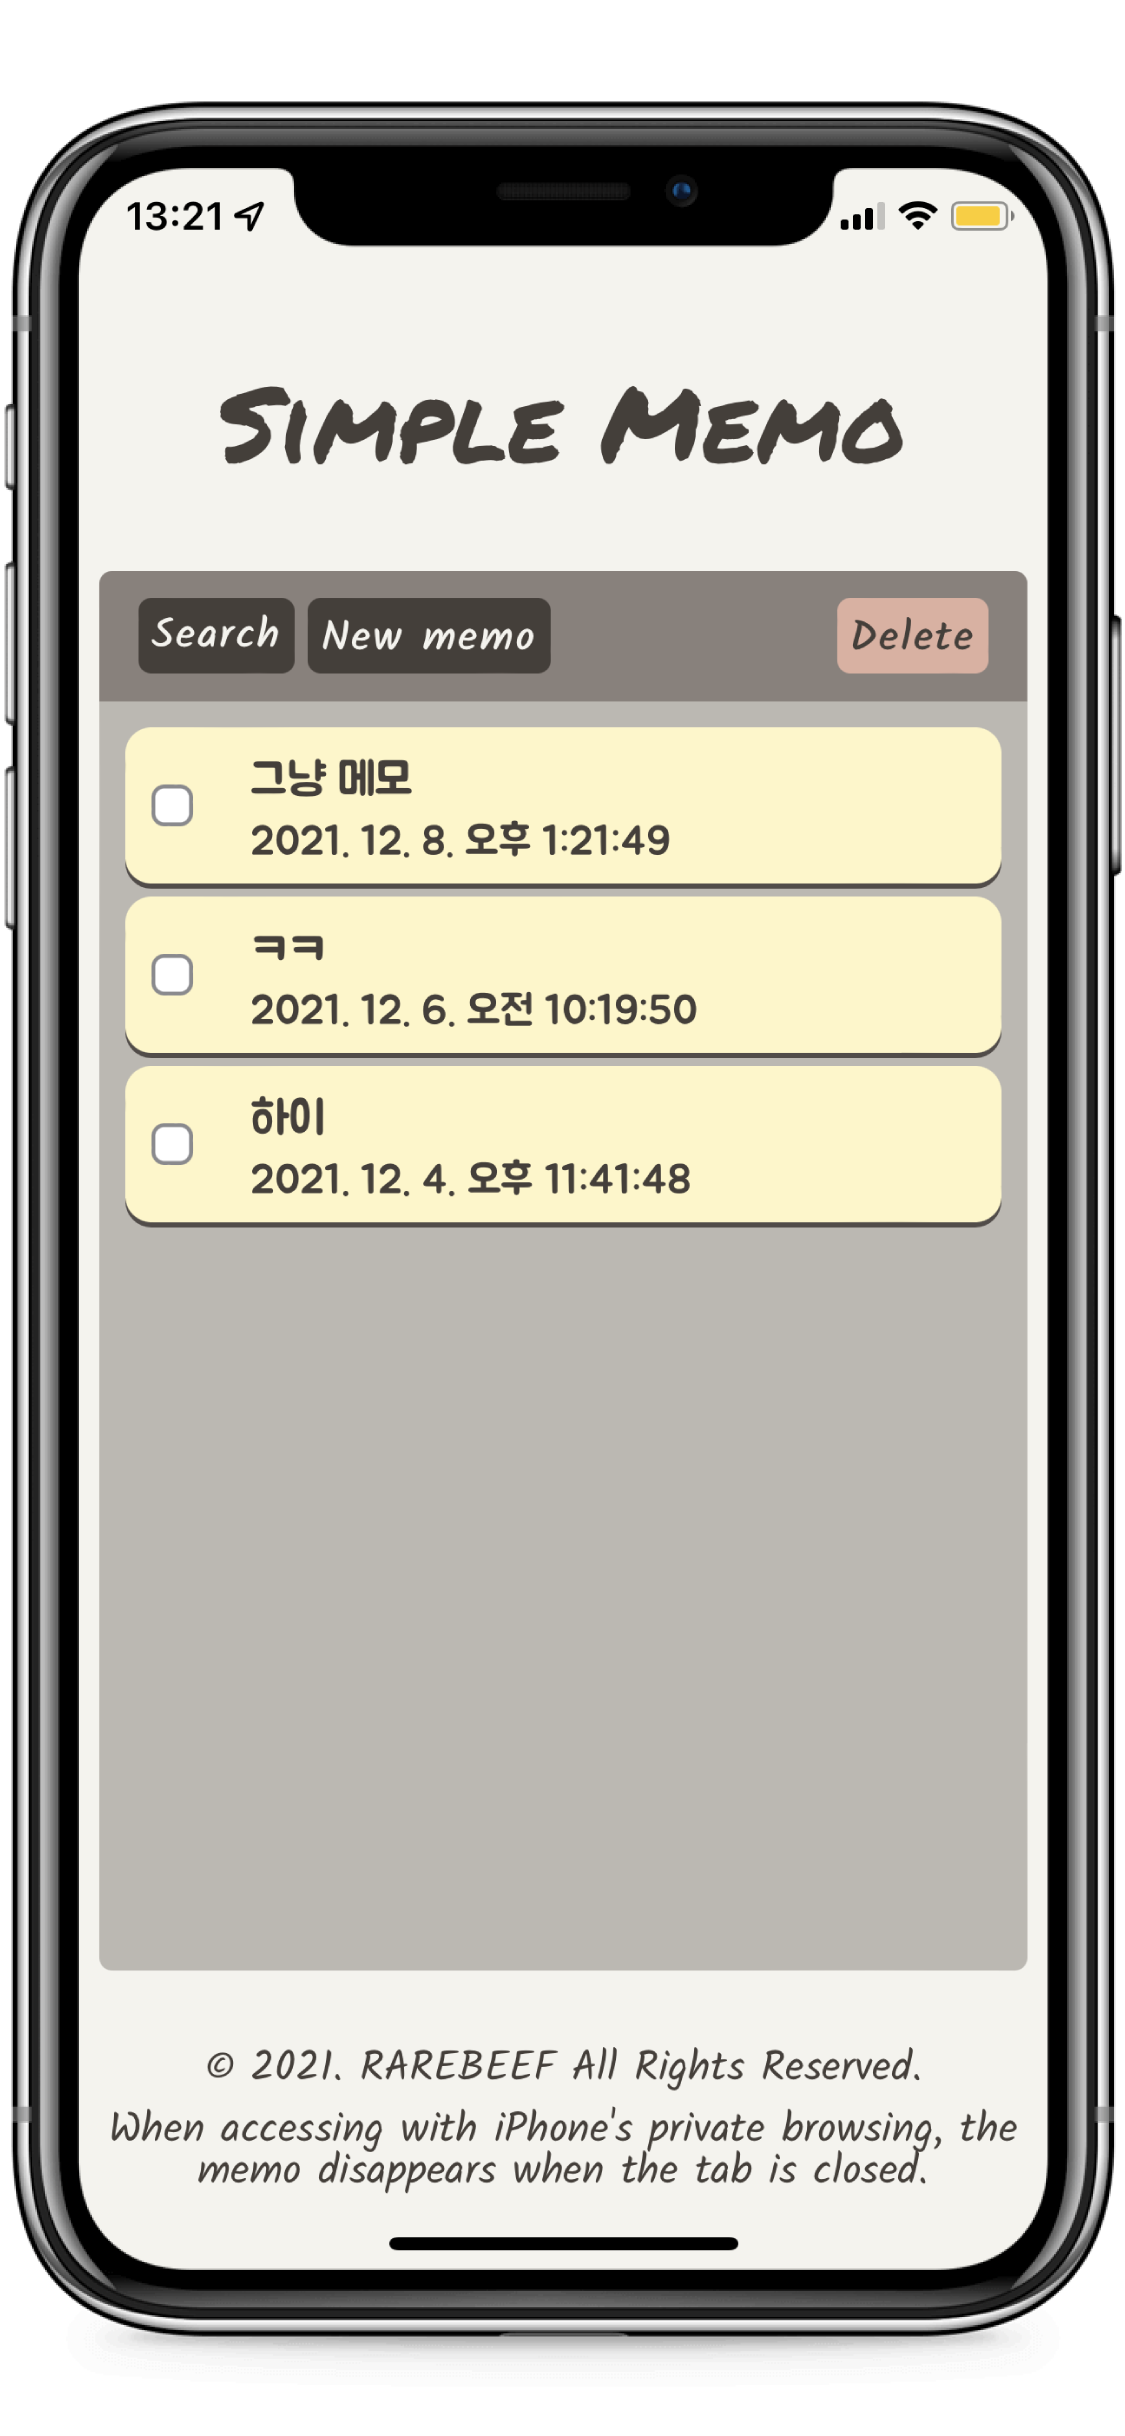 13:21
Simple Memo
Search New memo Delete
그냥 메모
2021. 12. 8. 오후 1:21:49
ㅋㅋ
2021. 12. 6. 오전 10:19:50
하이
2021. 12. 4. 오후 11:41:48
© 2021. RAREBEEF All Rights Reserved.
When accessing with iPhone's private browsing, the
memo disappears when the tab is closed.